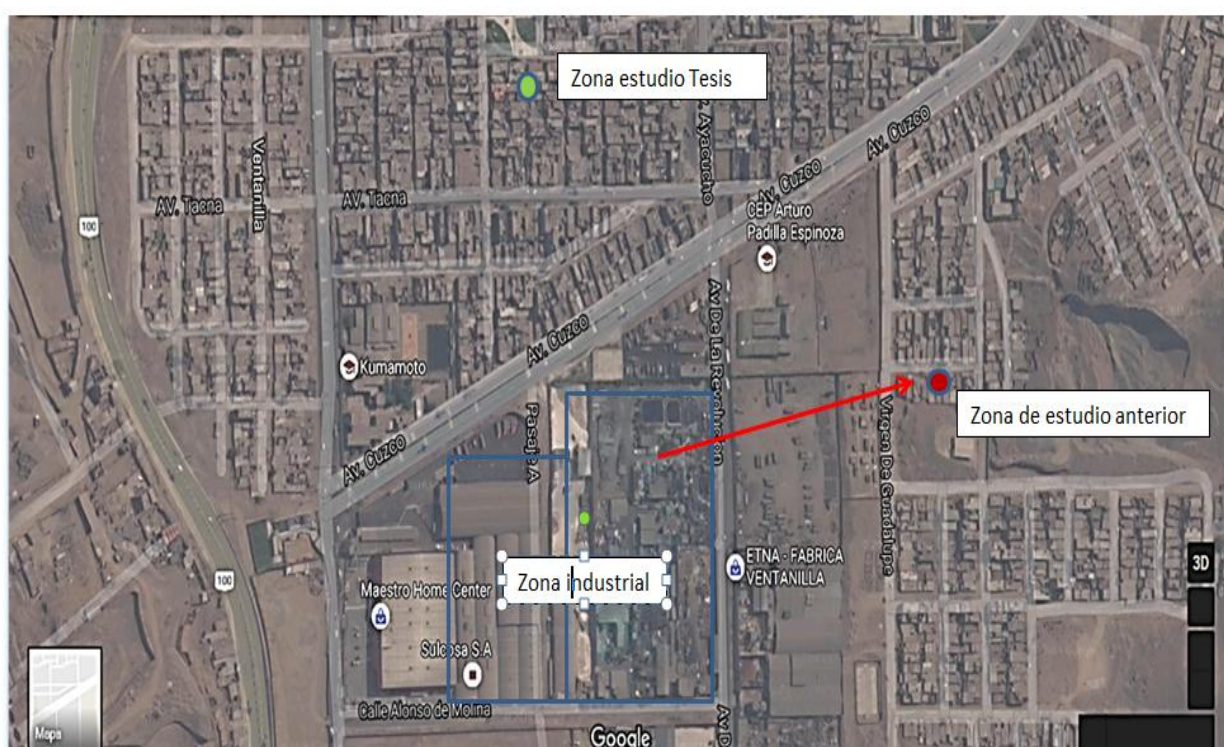 Zona estudio Tesis
. Ayacucho
Av. Cuzco
Ventanilla
AV. Tacna
AV. Tacna
Av. Cuzco
CEP Arturo
Padilla Espinoza
100
Av De La Revolucion
Av. Cuzco
Kumamoto
Zona de estudio anterior
Pasaje A
Virgen De Guadalupe
Av. Cuzco
ETNA - FABRICA
VENTANILLA
3D
100
Zona industrial
Maestro Home Center
Sulcosa S.A
Calle Alonso de Molina
Av D
Mapa
Google